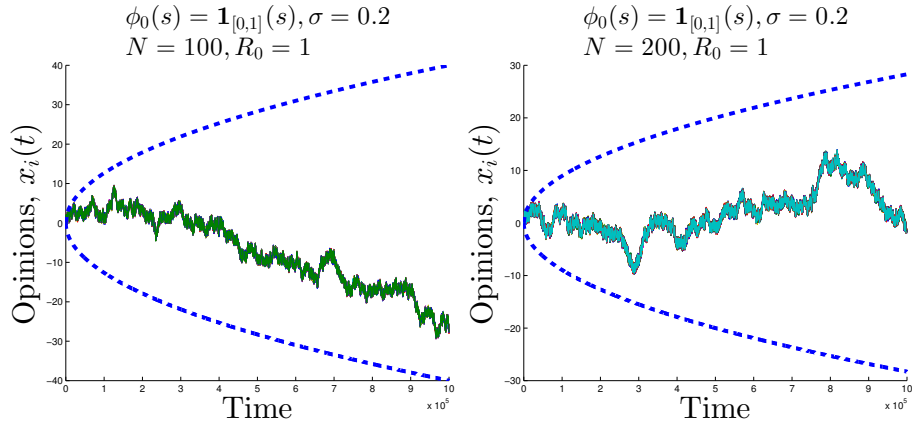 ϕ₀(s) = 𝟏_[0,1](s), σ = 0.2
N = 100, R₀ = 1
40
30
20
10
0
−10
−20
−30
−40
Opinions, xᵢ(t)
0 1 2 3 4 5 6 7 8 9 10
x 10⁵
Time
ϕ₀(s) = 𝟏_[0,1](s), σ = 0.2
N = 200, R₀ = 1
30
20
10
0
−10
−20
−30
Opinions, xᵢ(t)
0 1 2 3 4 5 6 7 8 9 10
x 10⁵
Time